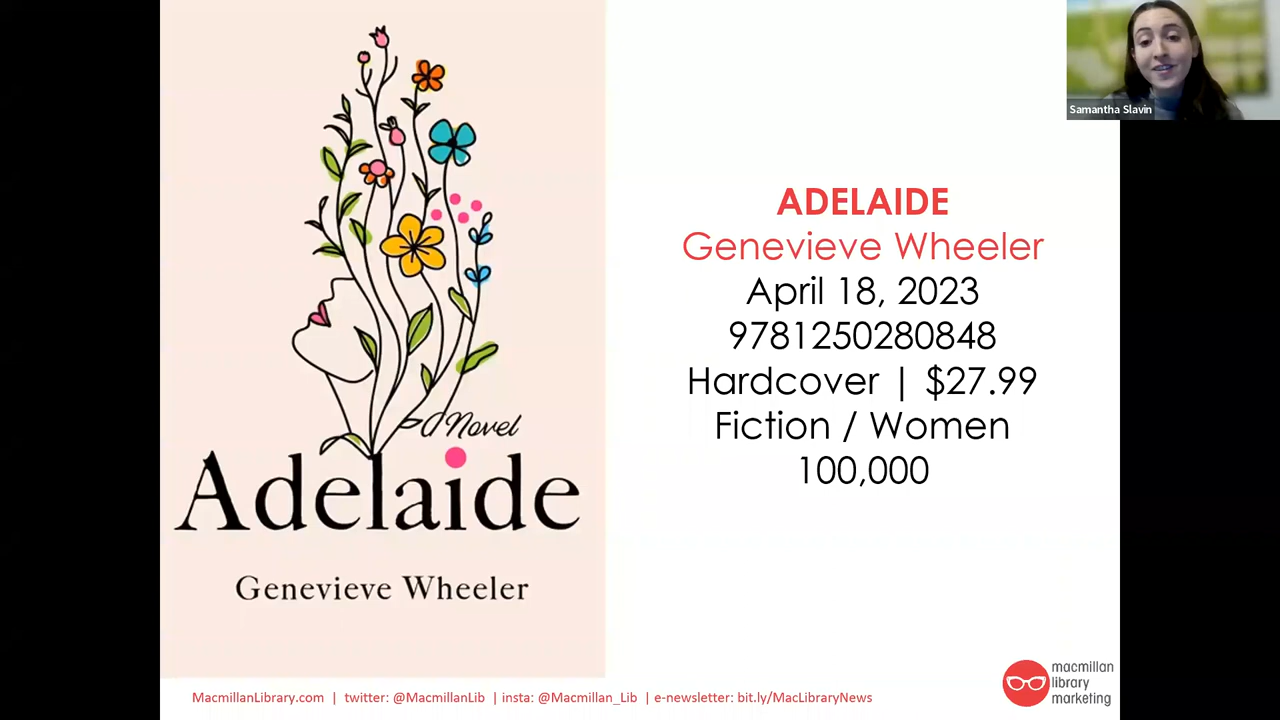 a Novel
Adelaide
Genevieve Wheeler
Samantha Slavin
ADELAIDE
Genevieve Wheeler
April 18, 2023
9781250280848
Hardcover | $27.99
Fiction / Women
100,000
MacmillanLibrary.com | twitter: @MacmillanLib | insta: @Macmillan_Lib | e-newsletter: bit.ly/MacLibraryNews
macmillan
library
marketing